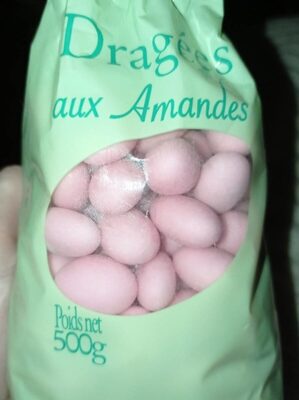 Dragées
aux Amandes
Poids net
500g